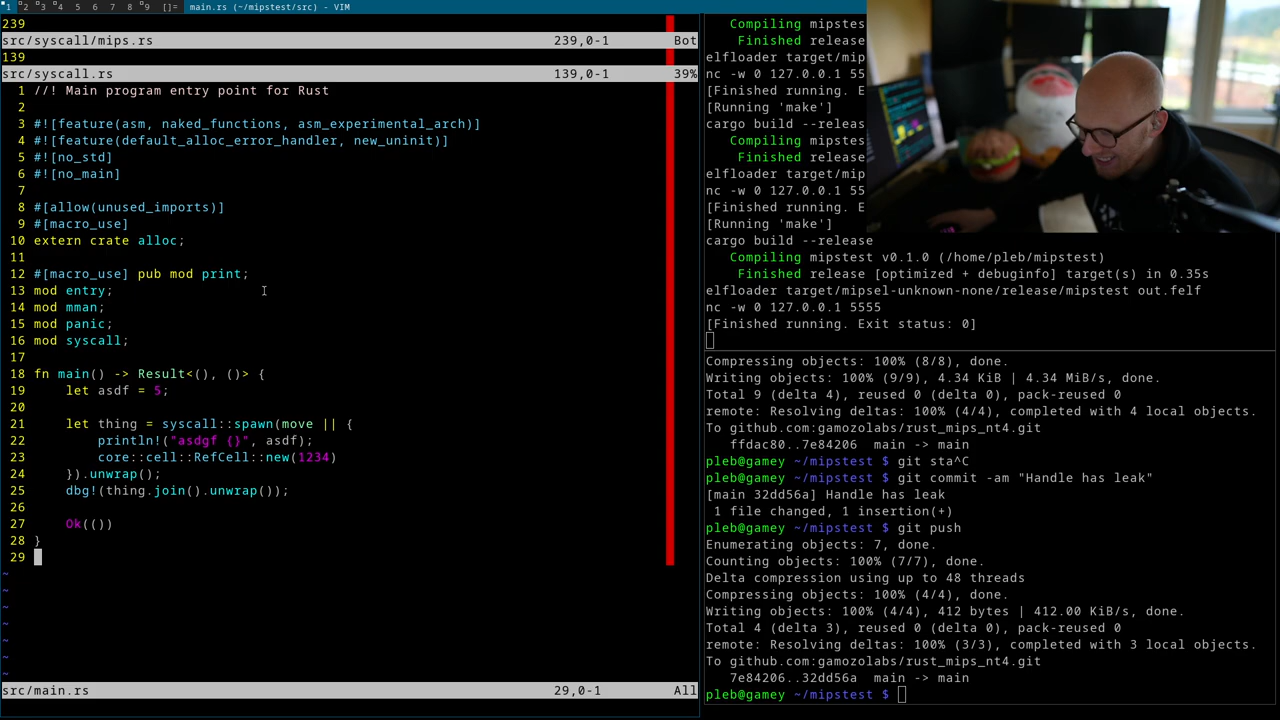 1 2 3 4 5 6 7 8 9 []= main.rs (~/mipstest/src) - VIM
239
src/syscall/mips.rs 239,0-1 Bot
139
src/syscall.rs 139,0-1 39%
1 //! Main program entry point for Rust
2
3 #![feature(asm, naked_functions, asm_experimental_arch)]
4 #![feature(default_alloc_error_handler, new_uninit)]
5 #![no_std]
6 #![no_main]
7
8 #[allow(unused_imports)]
9 #[macro_use]
10 extern crate alloc;
11
12 #[macro_use] pub mod print;
13 mod entry;
14 mod mman;
15 mod panic;
16 mod syscall;
17
18 fn main() -> Result<(), ()> {
19     let asdf = 5;
20
21     let thing = syscall::spawn(move || {
22         println!("asdgf {}", asdf);
23         core::cell::RefCell::new(1234)
24     }).unwrap();
25     dbg!(thing.join().unwrap());
26
27     Ok(())
28 }
29
~
~
~
~
~
~
~
src/main.rs 29,0-1 All
Compiling mipstes
Finished release
elfloader target/mip
nc -w 0 127.0.0.1 55
[Finished running. E
[Running 'make']
cargo build --releas
Compiling mipstes
Finished release
elfloader target/mip
nc -w 0 127.0.0.1 55
[Finished running. E
[Running 'make']
cargo build --release
Compiling mipstest v0.1.0 (/home/pleb/mipstest)
Finished release [optimized + debuginfo] target(s) in 0.35s
elfloader target/mipsel-unknown-none/release/mipstest out.felf
nc -w 0 127.0.0.1 5555
[Finished running. Exit status: 0]
Compressing objects: 100% (8/8), done.
Writing objects: 100% (9/9), 4.34 KiB | 4.34 MiB/s, done.
Total 9 (delta 4), reused 0 (delta 0), pack-reused 0
remote: Resolving deltas: 100% (4/4), completed with 4 local objects.
To github.com:gamozolabs/rust_mips_nt4.git
ffdac80..7e84206  main -> main
pleb@gamey ~/mipstest $ git sta^C
pleb@gamey ~/mipstest $ git commit -am "Handle has leak"
[main 32dd56a] Handle has leak
1 file changed, 1 insertion(+)
pleb@gamey ~/mipstest $ git push
Enumerating objects: 7, done.
Counting objects: 100% (7/7), done.
Delta compression using up to 48 threads
Compressing objects: 100% (4/4), done.
Writing objects: 100% (4/4), 412 bytes | 412.00 KiB/s, done.
Total 4 (delta 3), reused 0 (delta 0), pack-reused 0
remote: Resolving deltas: 100% (3/3), completed with 3 local objects.
To github.com:gamozolabs/rust_mips_nt4.git
7e84206..32dd56a  main -> main
pleb@gamey ~/mipstest $